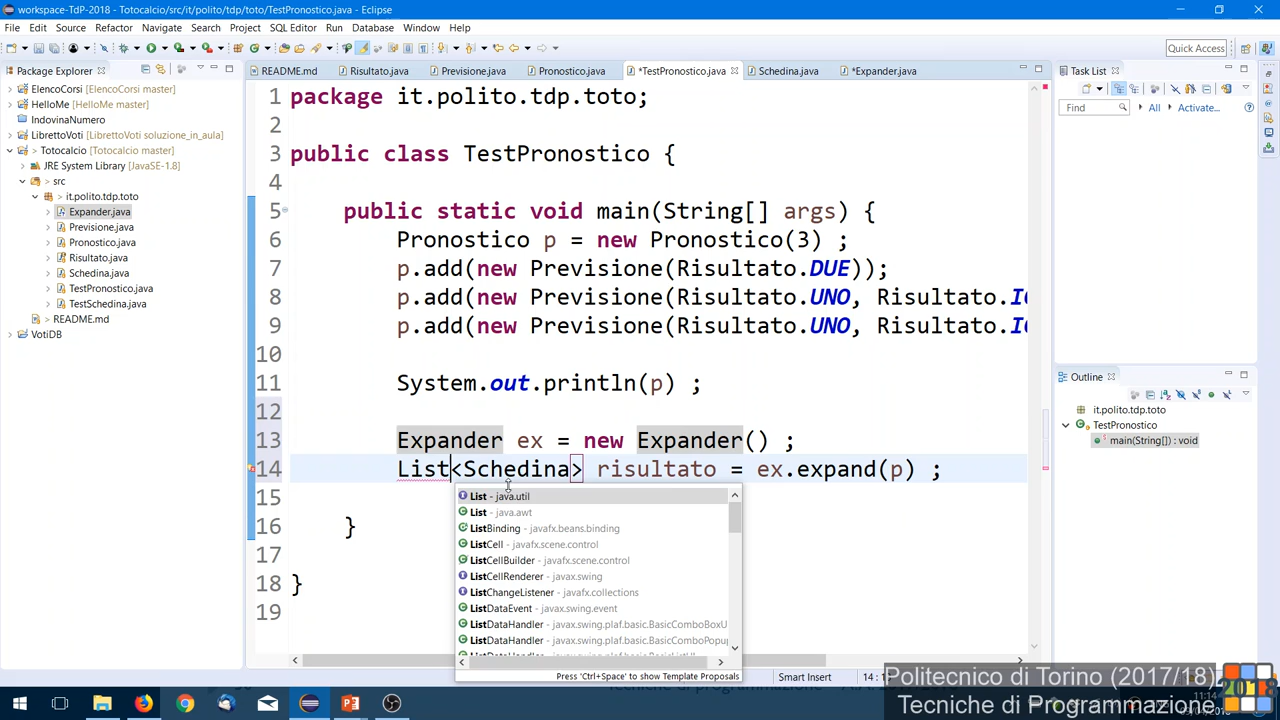 workspace-TdP-2018 - Totocalcio/src/it/polito/tdp/toto/TestPronostico.java - Eclipse
File Edit Source Refactor Navigate Search Project SQL Editor Run Database Window Help
Quick Access
Package Explorer
ElencoCorsi [ElencoCorsi master]
HelloMe [HelloMe master]
IndovinaNumero
LibrettoVoti [LibrettoVoti soluzione_in_aula]
> Totocalcio [Totocalcio master]
JRE System Library [JavaSE-1.8]
> src
> it.polito.tdp.toto
Expander.java
Previsione.java
Pronostico.java
Risultato.java
Schedina.java
TestPronostico.java
TestSchedina.java
README.md
VotiDB
README.md Risultato.java Previsione.java Pronostico.java *TestPronostico.java Schedina.java *Expander.java
1 package it.polito.tdp.toto;
2
3 public class TestPronostico {
4
5 public static void main(String[] args) {
6 Pronostico p = new Pronostico(3) ;
7 p.add(new Previsione(Risultato.DUE));
8 p.add(new Previsione(Risultato.UNO, Risultato.IC
9 p.add(new Previsione(Risultato.UNO, Risultato.IC
10
11 System.out.println(p) ;
12
13 Expander ex = new Expander() ;
14 List<Schedina> risultato = ex.expand(p) ;
15
16 }
17
18 }
19
List - java.util
List - java.awt
ListBinding - javafx.beans.binding
ListCell - javafx.scene.control
ListCellBuilder - javafx.scene.control
ListCellRenderer - javax.swing
ListChangeListener - javafx.collections
ListDataEvent - javax.swing.event
ListDataHandler - javax.swing.plaf.basic.BasicComboBoxU
ListDataHandler - javax.swing.plaf.basic.BasicComboPopu
Press 'Ctrl+Space' to show Template Proposals
Task List
Find All Activate...
Outline
it.polito.tdp.toto
TestPronostico
main(String[]) : void
Smart Insert
Politecnico di Torino (2017/18)
Tecniche di Programmazione
2018
11:14